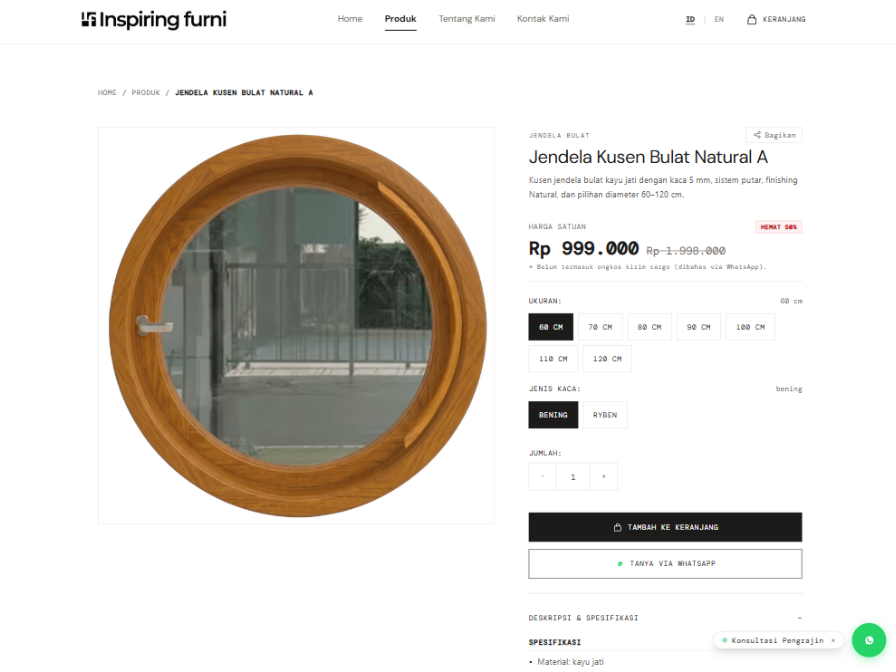 Inspiring furni
Home Produk Tentang Kami Kontak Kami
ID | EN KERANJANG
HOME / PRODUK / JENDELA KUSEN BULAT NATURAL A
JENDELA BULAT
Bagikan
Jendela Kusen Bulat Natural A
Kusen jendela bulat kayu jati dengan kaca 5 mm, sistem putar, finishing
Natural, dan pilihan diameter 60–120 cm.
HARGA SATUAN
HEMAT 50%
Rp 999.000 Rp 1.998.000
* Belum termasuk ongkos kirim cargo (dibahas via WhatsApp).
UKURAN: 60 cm
60 CM 70 CM 80 CM 90 CM 100 CM
110 CM 120 CM
JENIS KACA: bening
BENING RYBEN
JUMLAH:
- 1 +
TAMBAH KE KERANJANG
TANYA VIA WHATSAPP
DESKRIPSI & SPESIFIKASI −
SPESIFIKASI
• Material: kayu jati
Konsultasi Pengrajin ×